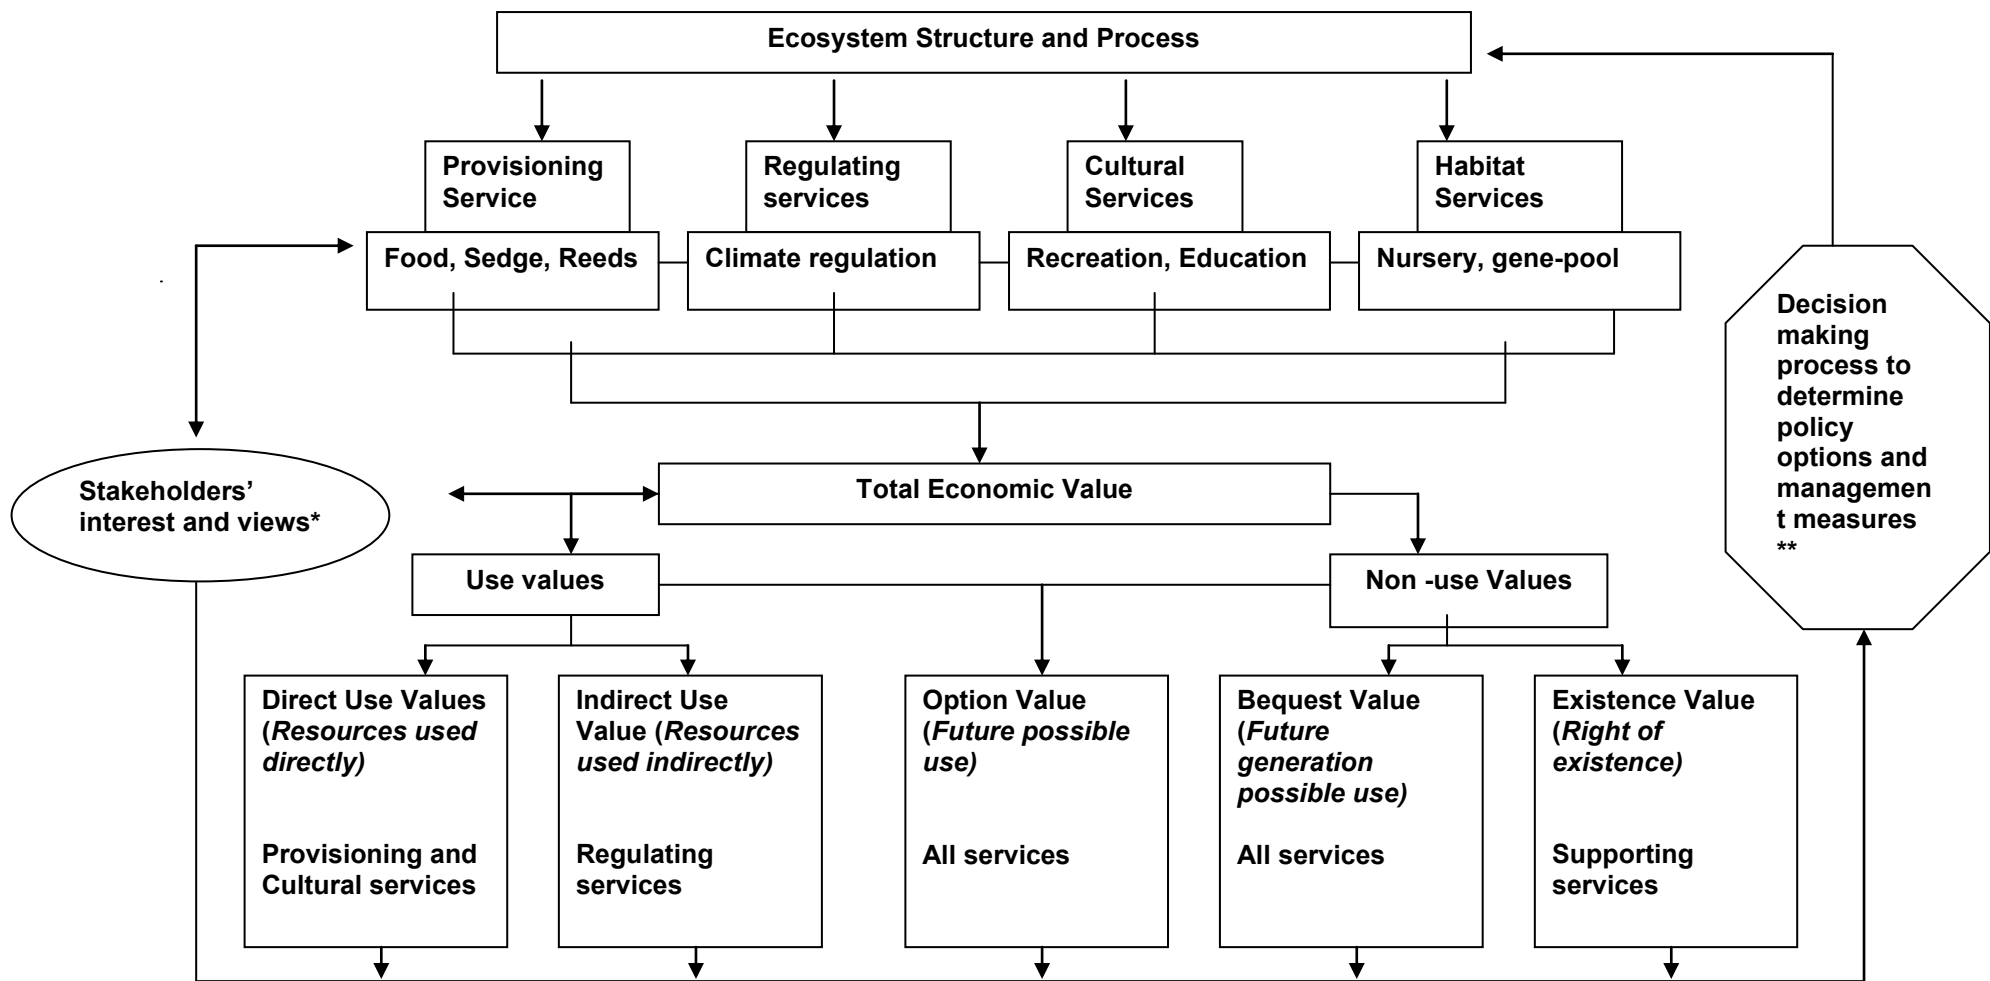 Ecosystem Structure and Process
Provisioning
Service
Regulating
services
Cultural
Services
Habitat
Services
Food, Sedge, Reeds
Climate regulation
Recreation, Education
Nursery, gene-pool
Decision
making
process to
determine
policy
options and
managemen
t measures
**
Stakeholders’
interest and views*
Total Economic Value
Use values
Non -use Values
Direct Use Values
(Resources used
directly)
Provisioning and
Cultural services
Indirect Use
Value (Resources
used indirectly)
Regulating
services
Option Value
(Future possible
use)
All services
Bequest Value
(Future
generation
possible use)
All services
Existence Value
(Right of
existence)
Supporting
services